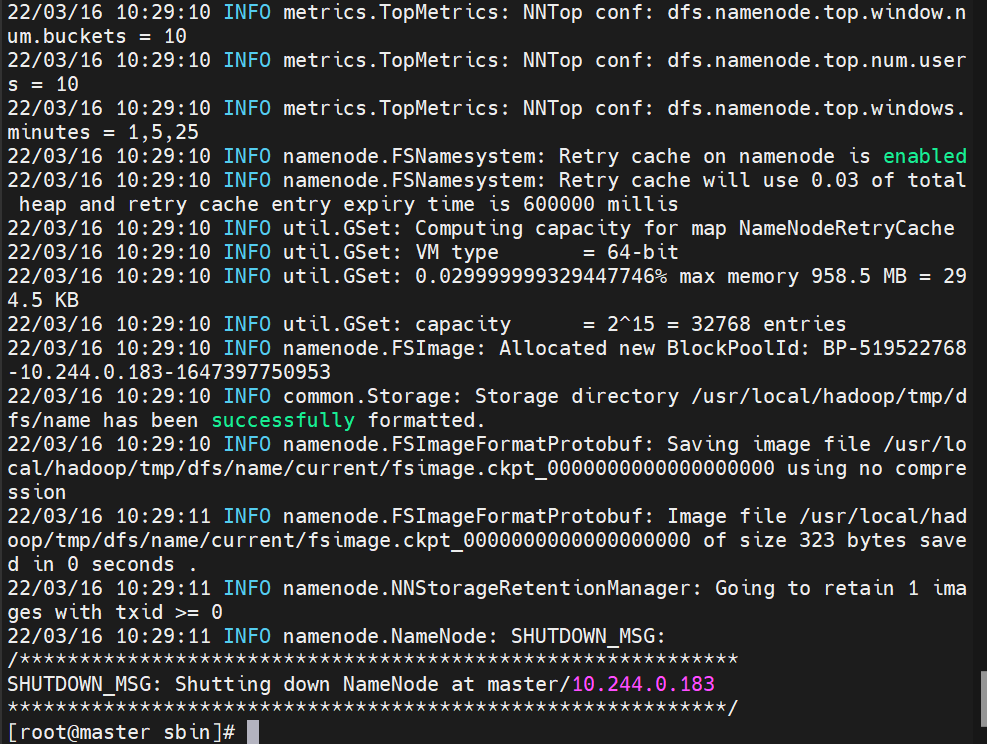 22/03/16 10:29:10 INFO metrics.TopMetrics: NNTop conf: dfs.namenode.top.window.n
um.buckets = 10
22/03/16 10:29:10 INFO metrics.TopMetrics: NNTop conf: dfs.namenode.top.num.user
s = 10
22/03/16 10:29:10 INFO metrics.TopMetrics: NNTop conf: dfs.namenode.top.windows.
minutes = 1,5,25
22/03/16 10:29:10 INFO namenode.FSNamesystem: Retry cache on namenode is enabled
22/03/16 10:29:10 INFO namenode.FSNamesystem: Retry cache will use 0.03 of total
 heap and retry cache entry expiry time is 600000 millis
22/03/16 10:29:10 INFO util.GSet: Computing capacity for map NameNodeRetryCache
22/03/16 10:29:10 INFO util.GSet: VM type       = 64-bit
22/03/16 10:29:10 INFO util.GSet: 0.029999999329447746% max memory 958.5 MB = 29
4.5 KB
22/03/16 10:29:10 INFO util.GSet: capacity      = 2^15 = 32768 entries
22/03/16 10:29:10 INFO namenode.FSImage: Allocated new BlockPoolId: BP-519522768
-10.244.0.183-1647397750953
22/03/16 10:29:10 INFO common.Storage: Storage directory /usr/local/hadoop/tmp/d
fs/name has been successfully formatted.
22/03/16 10:29:10 INFO namenode.FSImageFormatProtobuf: Saving image file /usr/lo
cal/hadoop/tmp/dfs/name/current/fsimage.ckpt_0000000000000000000 using no compre
ssion
22/03/16 10:29:11 INFO namenode.FSImageFormatProtobuf: Image file /usr/local/had
oop/tmp/dfs/name/current/fsimage.ckpt_0000000000000000000 of size 323 bytes save
d in 0 seconds .
22/03/16 10:29:11 INFO namenode.NNStorageRetentionManager: Going to retain 1 ima
ges with txid >= 0
22/03/16 10:29:11 INFO namenode.NameNode: SHUTDOWN_MSG:
/************************************************************
SHUTDOWN_MSG: Shutting down NameNode at master/10.244.0.183
************************************************************/
[root@master sbin]#